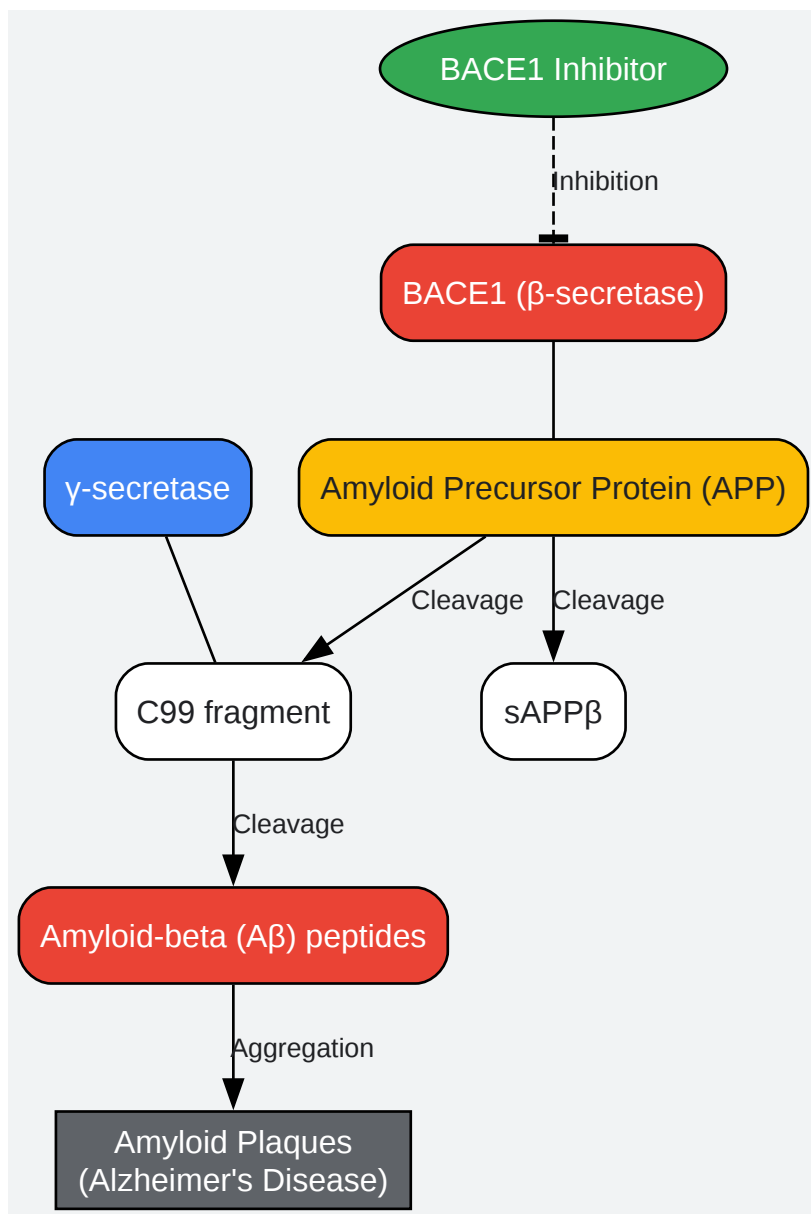 BACE1 Inhibitor
Inhibition
BACE1 (β-secretase)
γ-secretase
Amyloid Precursor Protein (APP)
Cleavage
Cleavage
C99 fragment
sAPPβ
Cleavage
Amyloid-beta (Aβ) peptides
Aggregation
Amyloid Plaques
(Alzheimer's Disease)